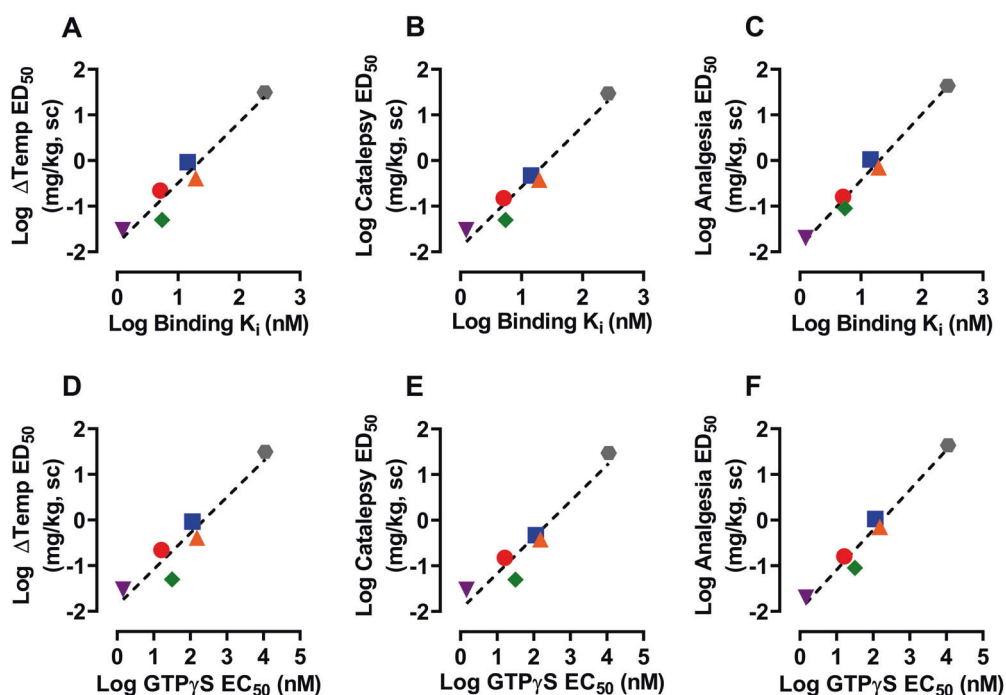 A
Log ΔTemp ED50
(mg/kg, sc)
2
1
0
-1
-2
0 1 2 3
Log Binding Ki (nM)
B
Log Catalepsy ED50
(mg/kg, sc)
2
1
0
-1
-2
0 1 2 3
Log Binding Ki (nM)
C
Log Analgesia ED50
(mg/kg, sc)
2
1
0
-1
-2
0 1 2 3
Log Binding Ki (nM)
D
Log ΔTemp ED50
(mg/kg, sc)
2
1
0
-1
-2
0 1 2 3 4 5
Log GTPγS EC50 (nM)
E
Log Catalepsy ED50
(mg/kg, sc)
2
1
0
-1
-2
0 1 2 3 4 5
Log GTPγS EC50 (nM)
F
Log Analgesia ED50
(mg/kg, sc)
2
1
0
-1
-2
0 1 2 3 4 5
Log GTPγS EC50 (nM)